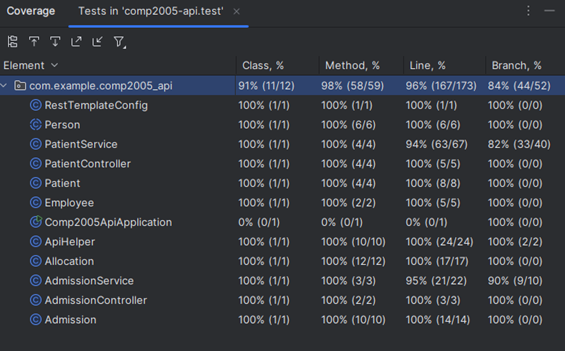 Coverage Tests in 'comp2005-api.test' ×
Element Class, % Method, % Line, % Branch, %
com.example.comp2005_api 91% (11/12) 98% (58/59) 96% (167/173) 84% (44/52)
RestTemplateConfig 100% (1/1) 100% (1/1) 100% (1/1) 100% (0/0)
Person 100% (1/1) 100% (6/6) 100% (6/6) 100% (0/0)
PatientService 100% (1/1) 100% (4/4) 94% (63/67) 82% (33/40)
PatientController 100% (1/1) 100% (4/4) 100% (5/5) 100% (0/0)
Patient 100% (1/1) 100% (4/4) 100% (8/8) 100% (0/0)
Employee 100% (1/1) 100% (2/2) 100% (5/5) 100% (0/0)
Comp2005ApiApplication 0% (0/1) 0% (0/1) 0% (0/1) 100% (0/0)
ApiHelper 100% (1/1) 100% (10/10) 100% (24/24) 100% (2/2)
Allocation 100% (1/1) 100% (12/12) 100% (17/17) 100% (0/0)
AdmissionService 100% (1/1) 100% (3/3) 95% (21/22) 90% (9/10)
AdmissionController 100% (1/1) 100% (2/2) 100% (3/3) 100% (0/0)
Admission 100% (1/1) 100% (10/10) 100% (14/14) 100% (0/0)